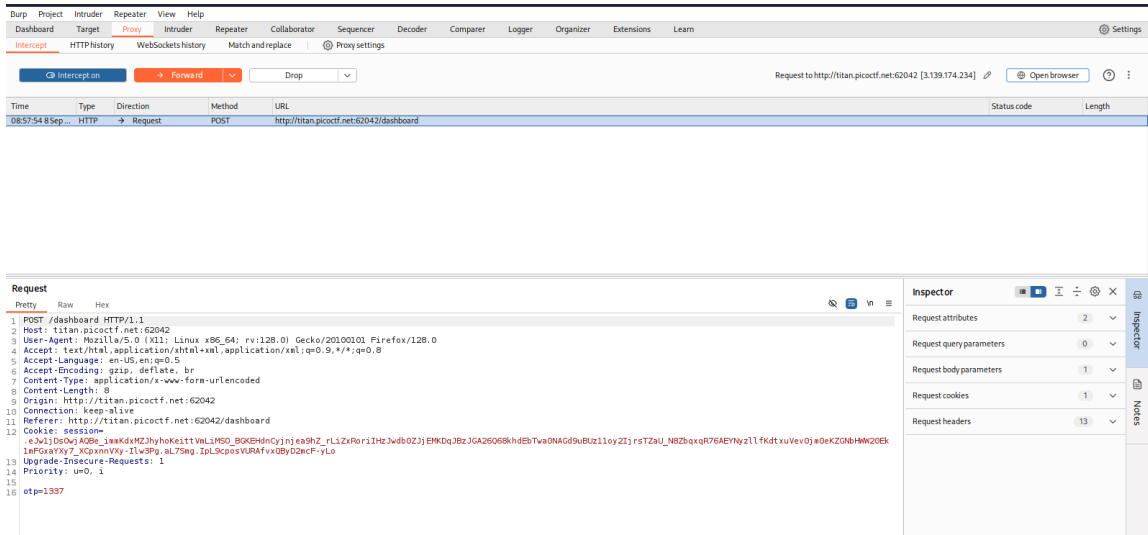 Burp Project Intruder Repeater View Help
Dashboard Target Proxy Intruder Repeater Collaborator Sequencer Decoder Comparer Logger Organizer Extensions Learn Settings
Intercept HTTP history WebSockets history Match and replace Proxy settings
Intercept on Forward Drop Request to http://titan.picoctf.net:62042 [3.139.174.234] Open browser
Time Type Direction Method URL Status code Length
08:57:54 8 Sep ... HTTP → Request POST http://titan.picoctf.net:62042/dashboard
Request
Pretty Raw Hex \n
1 POST /dashboard HTTP/1.1
2 Host: titan.picoctf.net:62042
3 User-Agent: Mozilla/5.0 (X11; Linux x86_64; rv:128.0) Gecko/20100101 Firefox/128.0
4 Accept: text/html,application/xhtml+xml,application/xml;q=0.9,*/*;q=0.8
5 Accept-Language: en-US,en;q=0.5
6 Accept-Encoding: gzip, deflate, br
7 Content-Type: application/x-www-form-urlencoded
8 Content-Length: 8
9 Origin: http://titan.picoctf.net:62042
10 Connection: keep-alive
11 Referer: http://titan.picoctf.net:62042/dashboard
12 Cookie: session=
13 Upgrade-Insecure-Requests: 1
14 Priority: u=0, i
15
16 otp=1337
Inspector
Request attributes 2
Request query parameters 0
Request body parameters 1
Request cookies 1
Request headers 13
Inspector
Notes